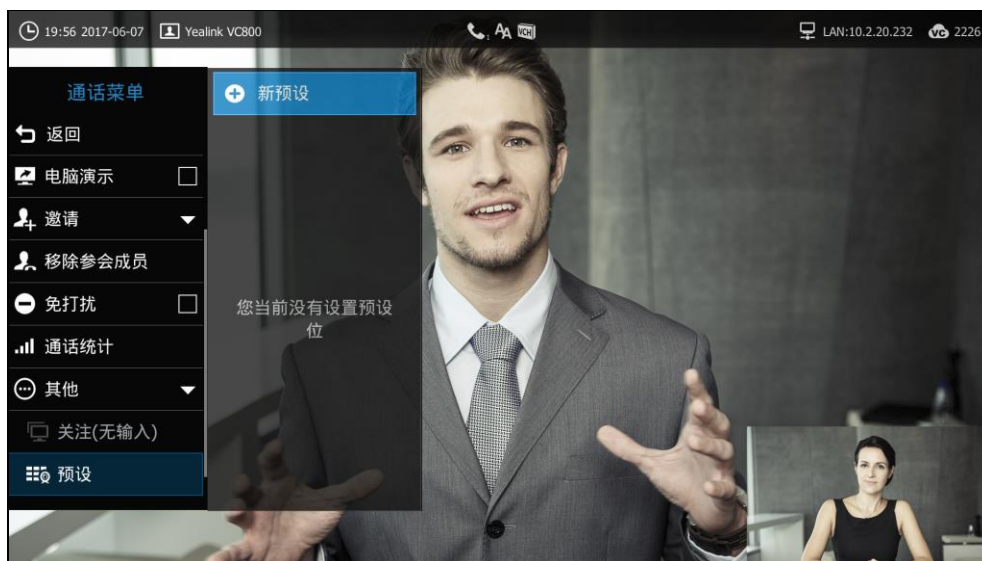 19:56 2017-06-07 Yealink VC800 1 AA VCH LAN:10.2.20.232 VC 2226
通话菜单
新预设
返回
电脑演示
邀请
移除参会成员
免打扰
您当前没有设置预设
位
通话统计
其他
关注(无输入)
预设